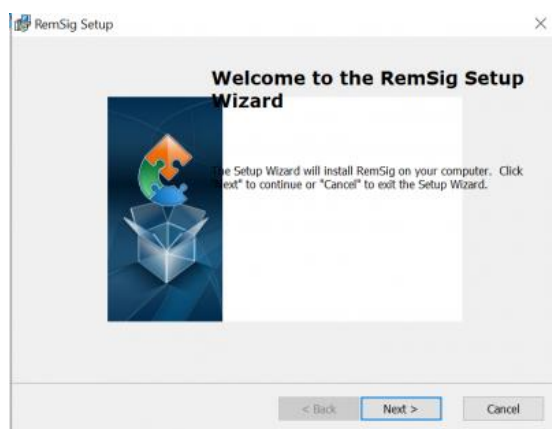 RemSig Setup
Welcome to the RemSig Setup
Wizard
The Setup Wizard will install RemSig on your computer. Click
"Next" to continue or "Cancel" to exit the Setup Wizard.
< Back
Next >
Cancel